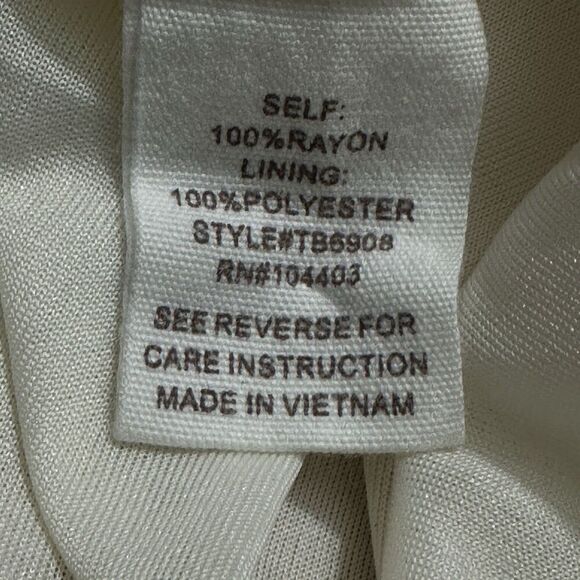 SELF:
100%RAYON
LINING:
100%POLYESTER
STYLE#TB6908
RN#104403
SEE REVERSE FOR
CARE INSTRUCTION
MADE IN VIETNAM